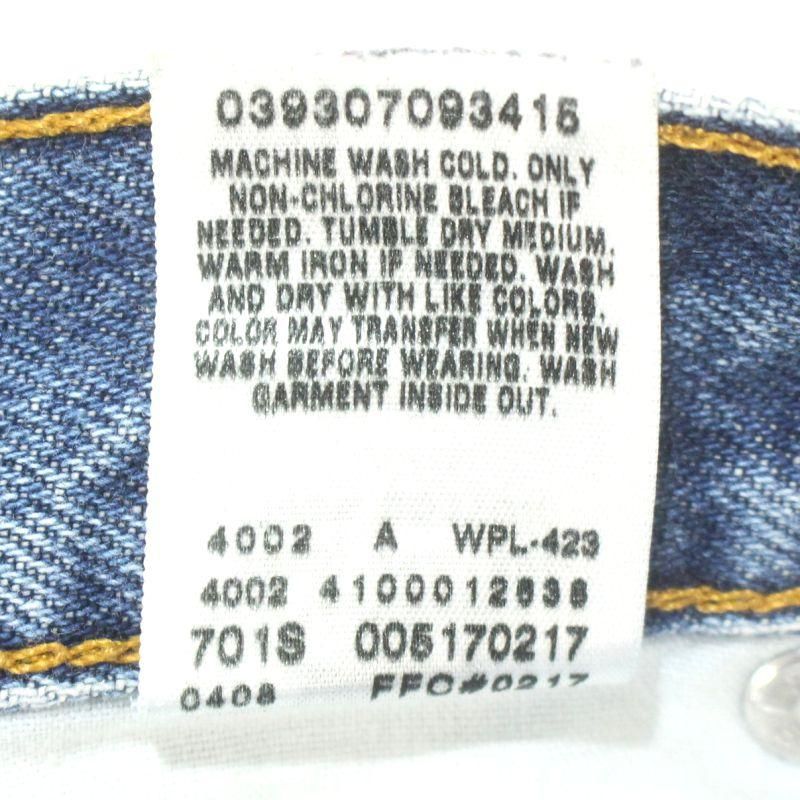 039307093415
MACHINE WASH COLD. ONLY
NON-CHLORINE BLEACH IF
NEEDED. TUMBLE DRY MEDIUM.
WARM IRON IF NEEDED. WASH
AND DRY WITH LIKE COLORS.
COLOR MAY TRANSFER WHEN NEW
WASH BEFORE WEARING. WASH
GARMENT INSIDE OUT.
4002 A WPL-423
4002 4100012838
701S 005170217
0408 FFC#0217